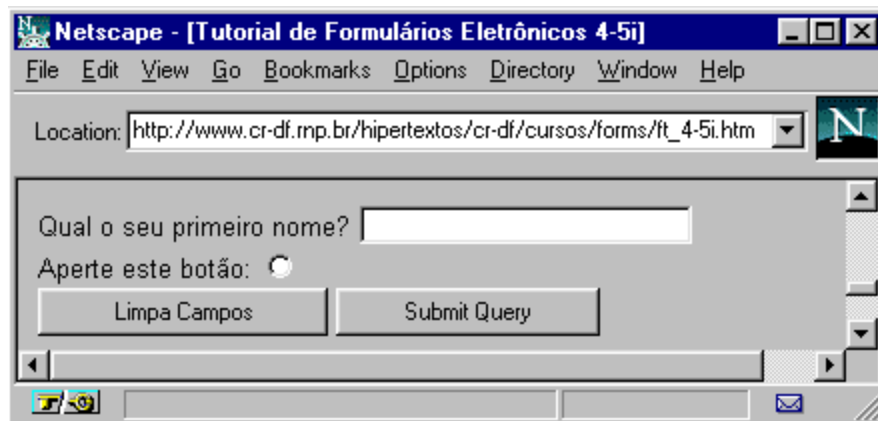 Netscape - [Tutorial de Formulários Eletrônicos 4-5i]
File Edit View Go Bookmarks Options Directory Window Help
Location: http://www.cr-df.rnp.br/hipertextos/cr-df/cursos/forms/ft_4-5i.htm
N
Qual o seu primeiro nome?
Aperte este botão:
Limpa Campos Submit Query